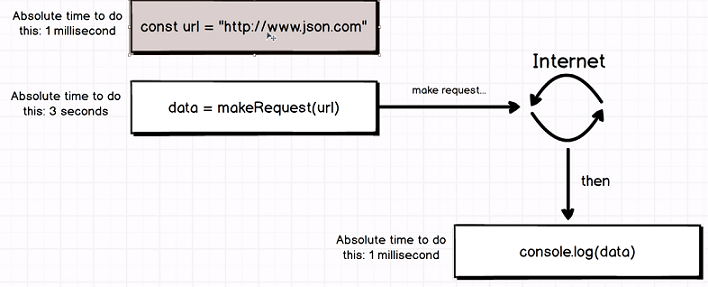 Absolute time to do
this: 1 millisecond
const url = "http://www.json.com"
Internet
Absolute time to do
this: 3 seconds
data = makeRequest(url)
make request...
then
Absolute time to do
this: 1 millisecond
console.log(data)